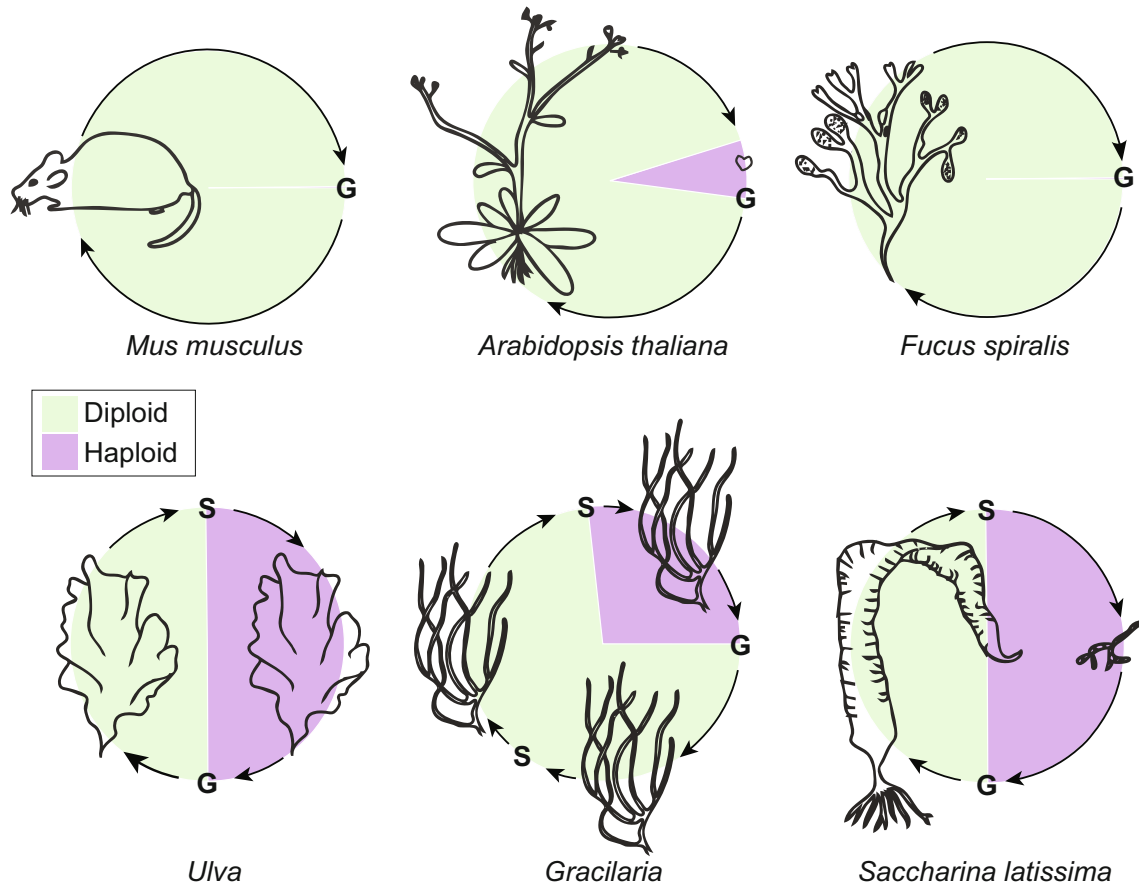 G
G
G
Mus musculus
Arabidopsis thaliana
Fucus spiralis
Diploid
Haploid
S
G
S
G
S
S
G
Ulva
Gracilaria
Saccharina latissima